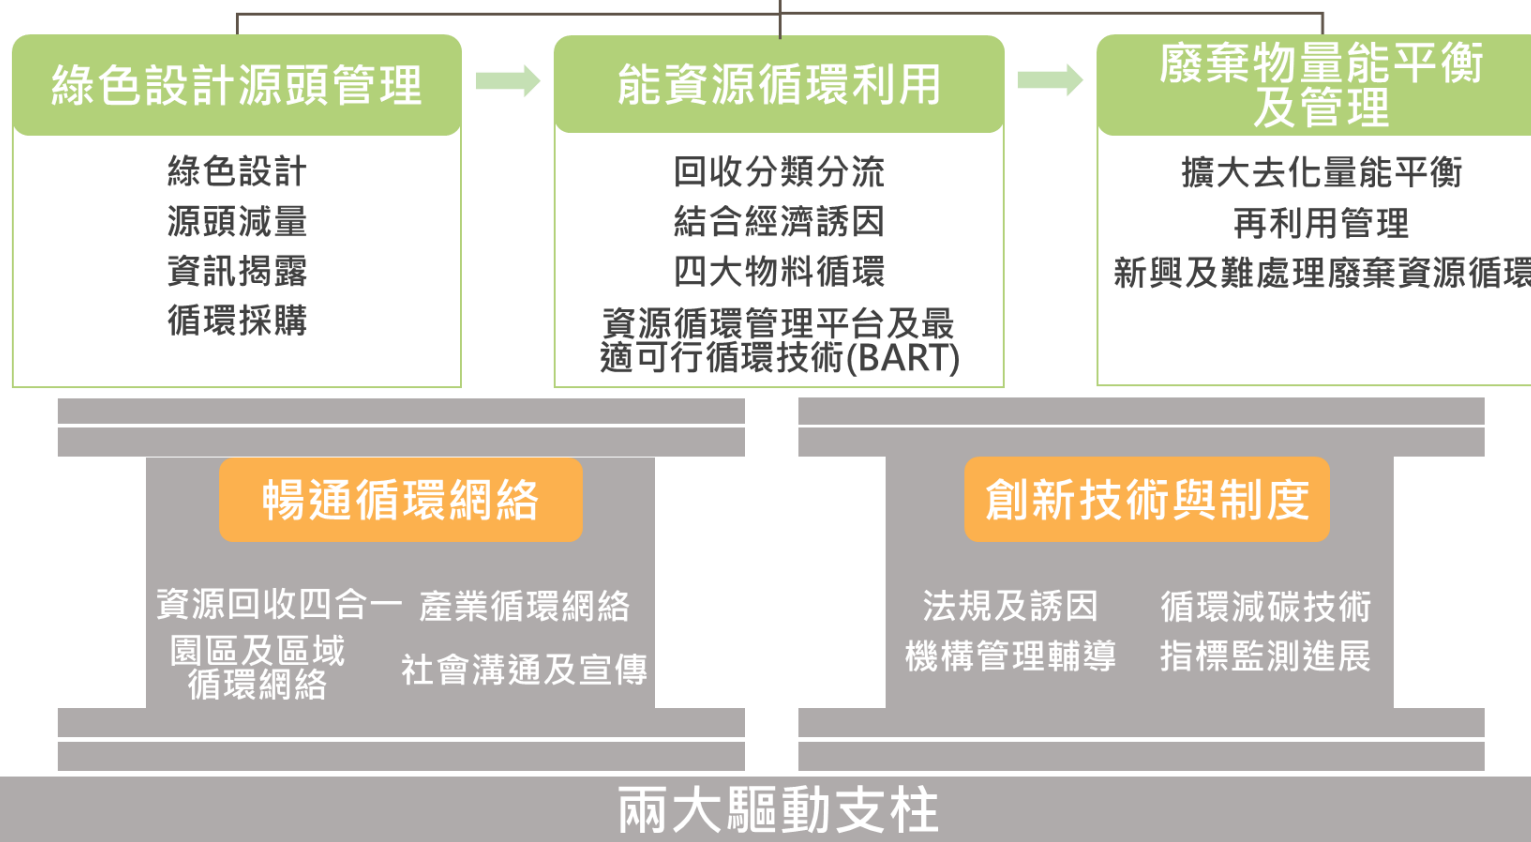 綠色設計源頭管理
綠色設計
源頭減量
資訊揭露
循環採購
能資源循環利用
回收分類分流
結合經濟誘因
四大物料循環
資源循環管理平台及最
適可行循環技術(BART)
廢棄物量能平衡
及管理
擴大去化量能平衡
再利用管理
新興及難處理廢棄資源循環
暢通循環網絡
資源回收四合一
產業循環網絡
園區及區域
循環網絡
社會溝通及宣傳
創新技術與制度
法規及誘因
循環減碳技術
機構管理輔導
指標監測進展
兩大驅動支柱